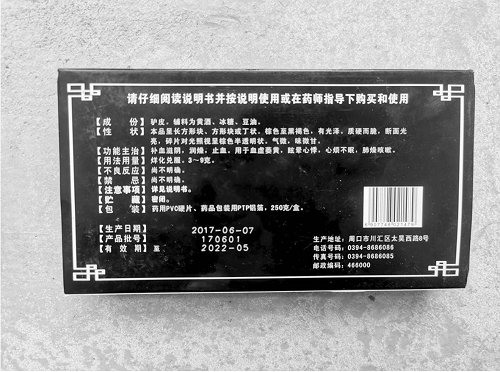 请仔细阅读说明书并按说明使用或在药师指导下购买和使用
【成　份】驴皮，辅料为黄酒、冰糖、豆油。
【性　状】本品呈长方形块、方形块或丁状，棕色至黑褐色，有光泽，质硬而脆，断面光
亮，碎片对光照视呈棕色半透明状，气微，味微甘。
【功能主治】补血滋阴，润燥，止血。用于血虚萎黄，眩晕心悸，心烦不眠，肺燥咳嗽。
【用法用量】烊化兑服，3～9克。
【不良反应】尚不明确。
【禁　忌】尚不明确。
【注意事项】详见说明书。
【贮　藏】密闭。
【包　装】药用PVC硬片、药品包装用PTP铝箔，250克/盒。
【生产日期】2017-06-07
【产品批号】170601
【有效期】至 2022-05
生产地址：周口市川汇区太昊西路8号
电话号码：0394-8686086
传真号码：0394-8686085
邮政编码：466000